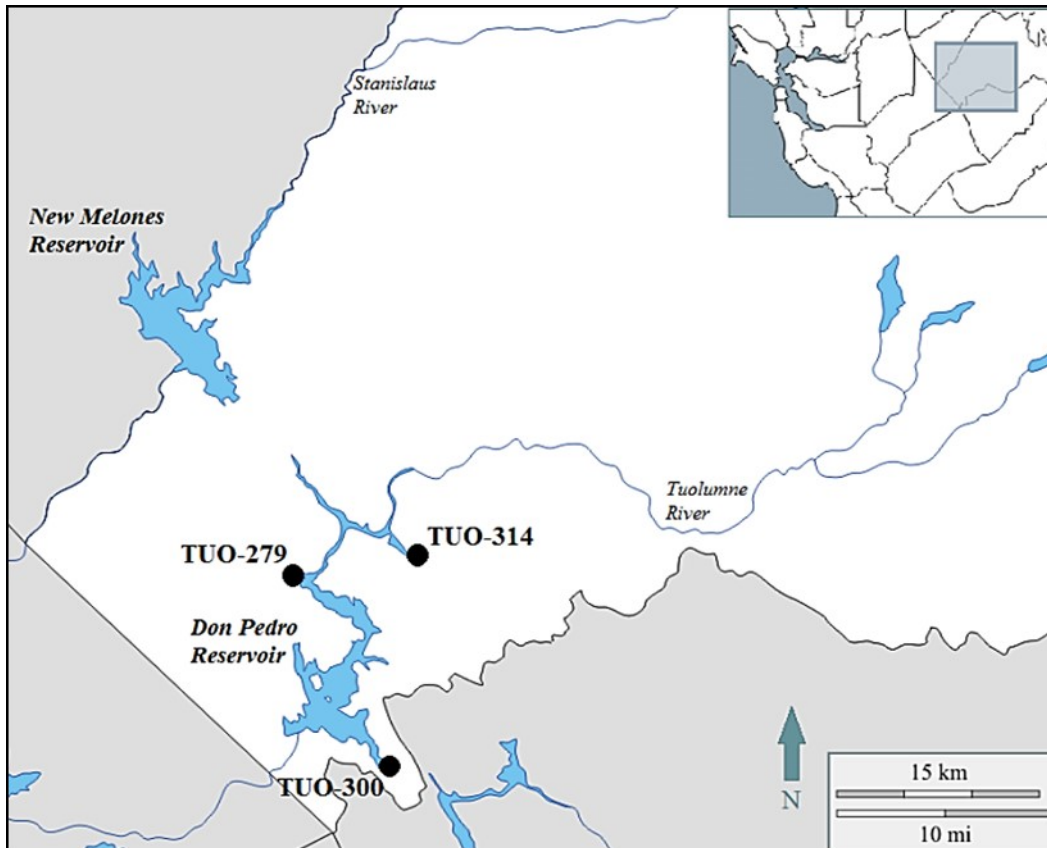 Stanislaus
River
New Melones
Reservoir
Tuolumne
River
TUO-314
TUO-279
Don Pedro
Reservoir
TUO-300
N
15 km
10 mi